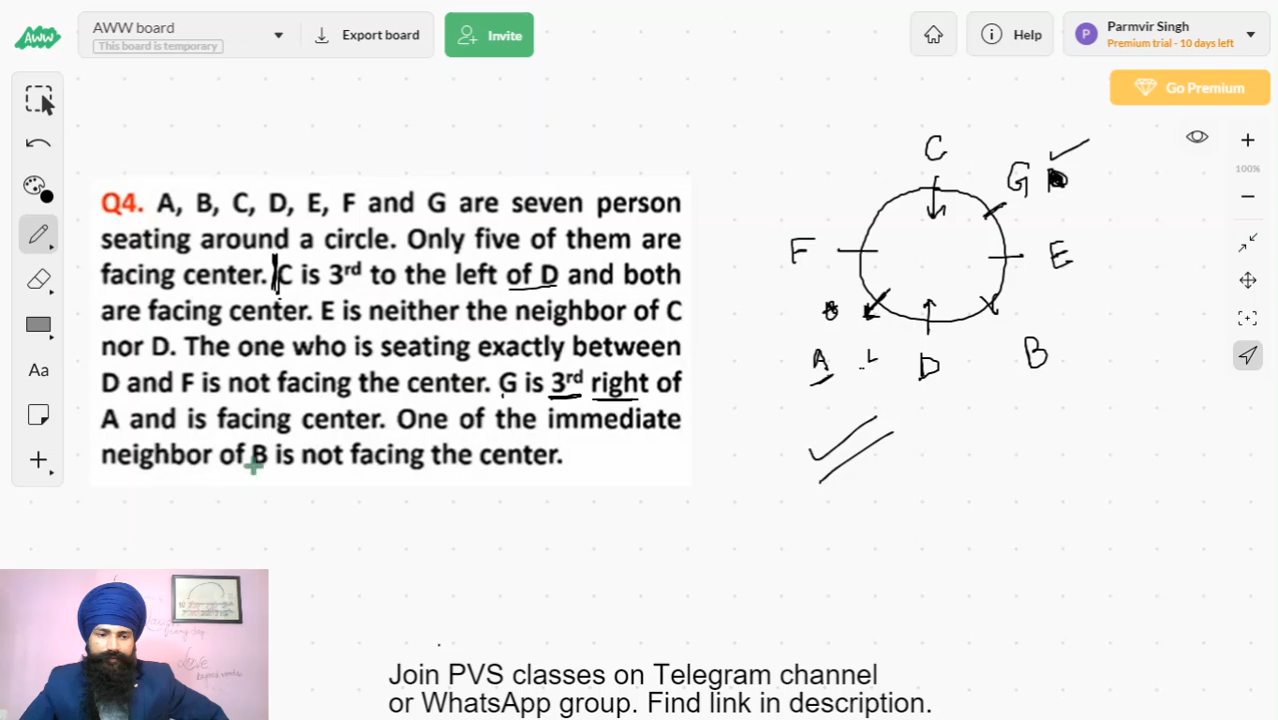 AWW
AWW board
This board is temporary
Export board
Invite
Help
P
Parmvir Singh
Premium trial - 10 days left
Go Premium
100%
Q4. A, B, C, D, E, F and G are seven person
seating around a circle. Only five of them are
facing center. C is 3rd to the left of D and both
are facing center. E is neither the neighbor of C
nor D. The one who is seating exactly between
D and F is not facing the center. G is 3rd right of
A and is facing center. One of the immediate
neighbor of B is not facing the center.
C
G
F
E
A
D
B
Aa
Join PVS classes on Telegram channel
or WhatsApp group. Find link in description.